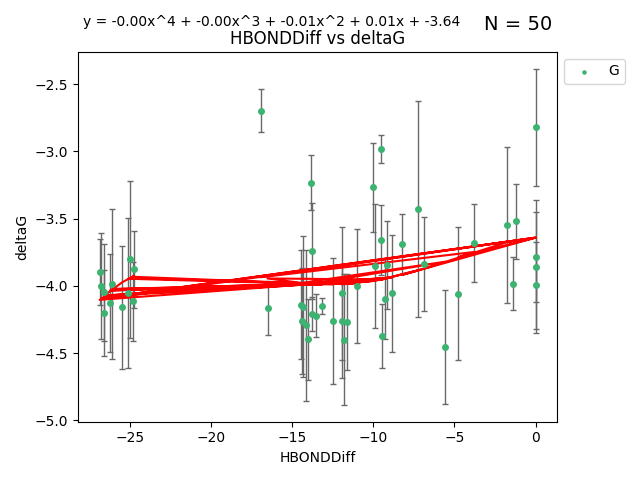 y = -0.00x^4 + -0.00x^3 + -0.01x^2 + 0.01x + -3.64
N = 50
HBONDDiff vs deltaG
G
−2.5
−3.0
−3.5
−4.0
−4.5
−5.0
deltaG
−25
−20
−15
−10
−5
0
HBONDDiff